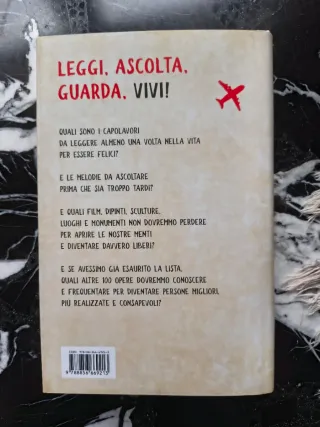 LEGGI, ASCOLTA,
GUARDA, VIVI!
QUALI SONO I CAPOLAVORI
DA LEGGERE ALMENO UNA VOLTA NELLA VITA
PER ESSERE FELICI?
E LE MELODIE DA ASCOLTARE
PRIMA CHE SIA TROPPO TARDI?
E QUALI FILM, DIPINTI, SCULTURE,
LUOGHI E MONUMENTI NON DOVREMMO PERDERE
PER APRIRE LE NOSTRE MENTI
E DIVENTARE DAVVERO LIBERI?
E SE AVESSIMO GIÀ ESAURITO LA LISTA,
QUALI ALTRE 100 OPERE DOVREMMO CONOSCERE
E FREQUENTARE PER DIVENTARE PERSONE MIGLIORI,
PIÙ REALIZZATE E CONSAPEVOLI?
9 788856 669213